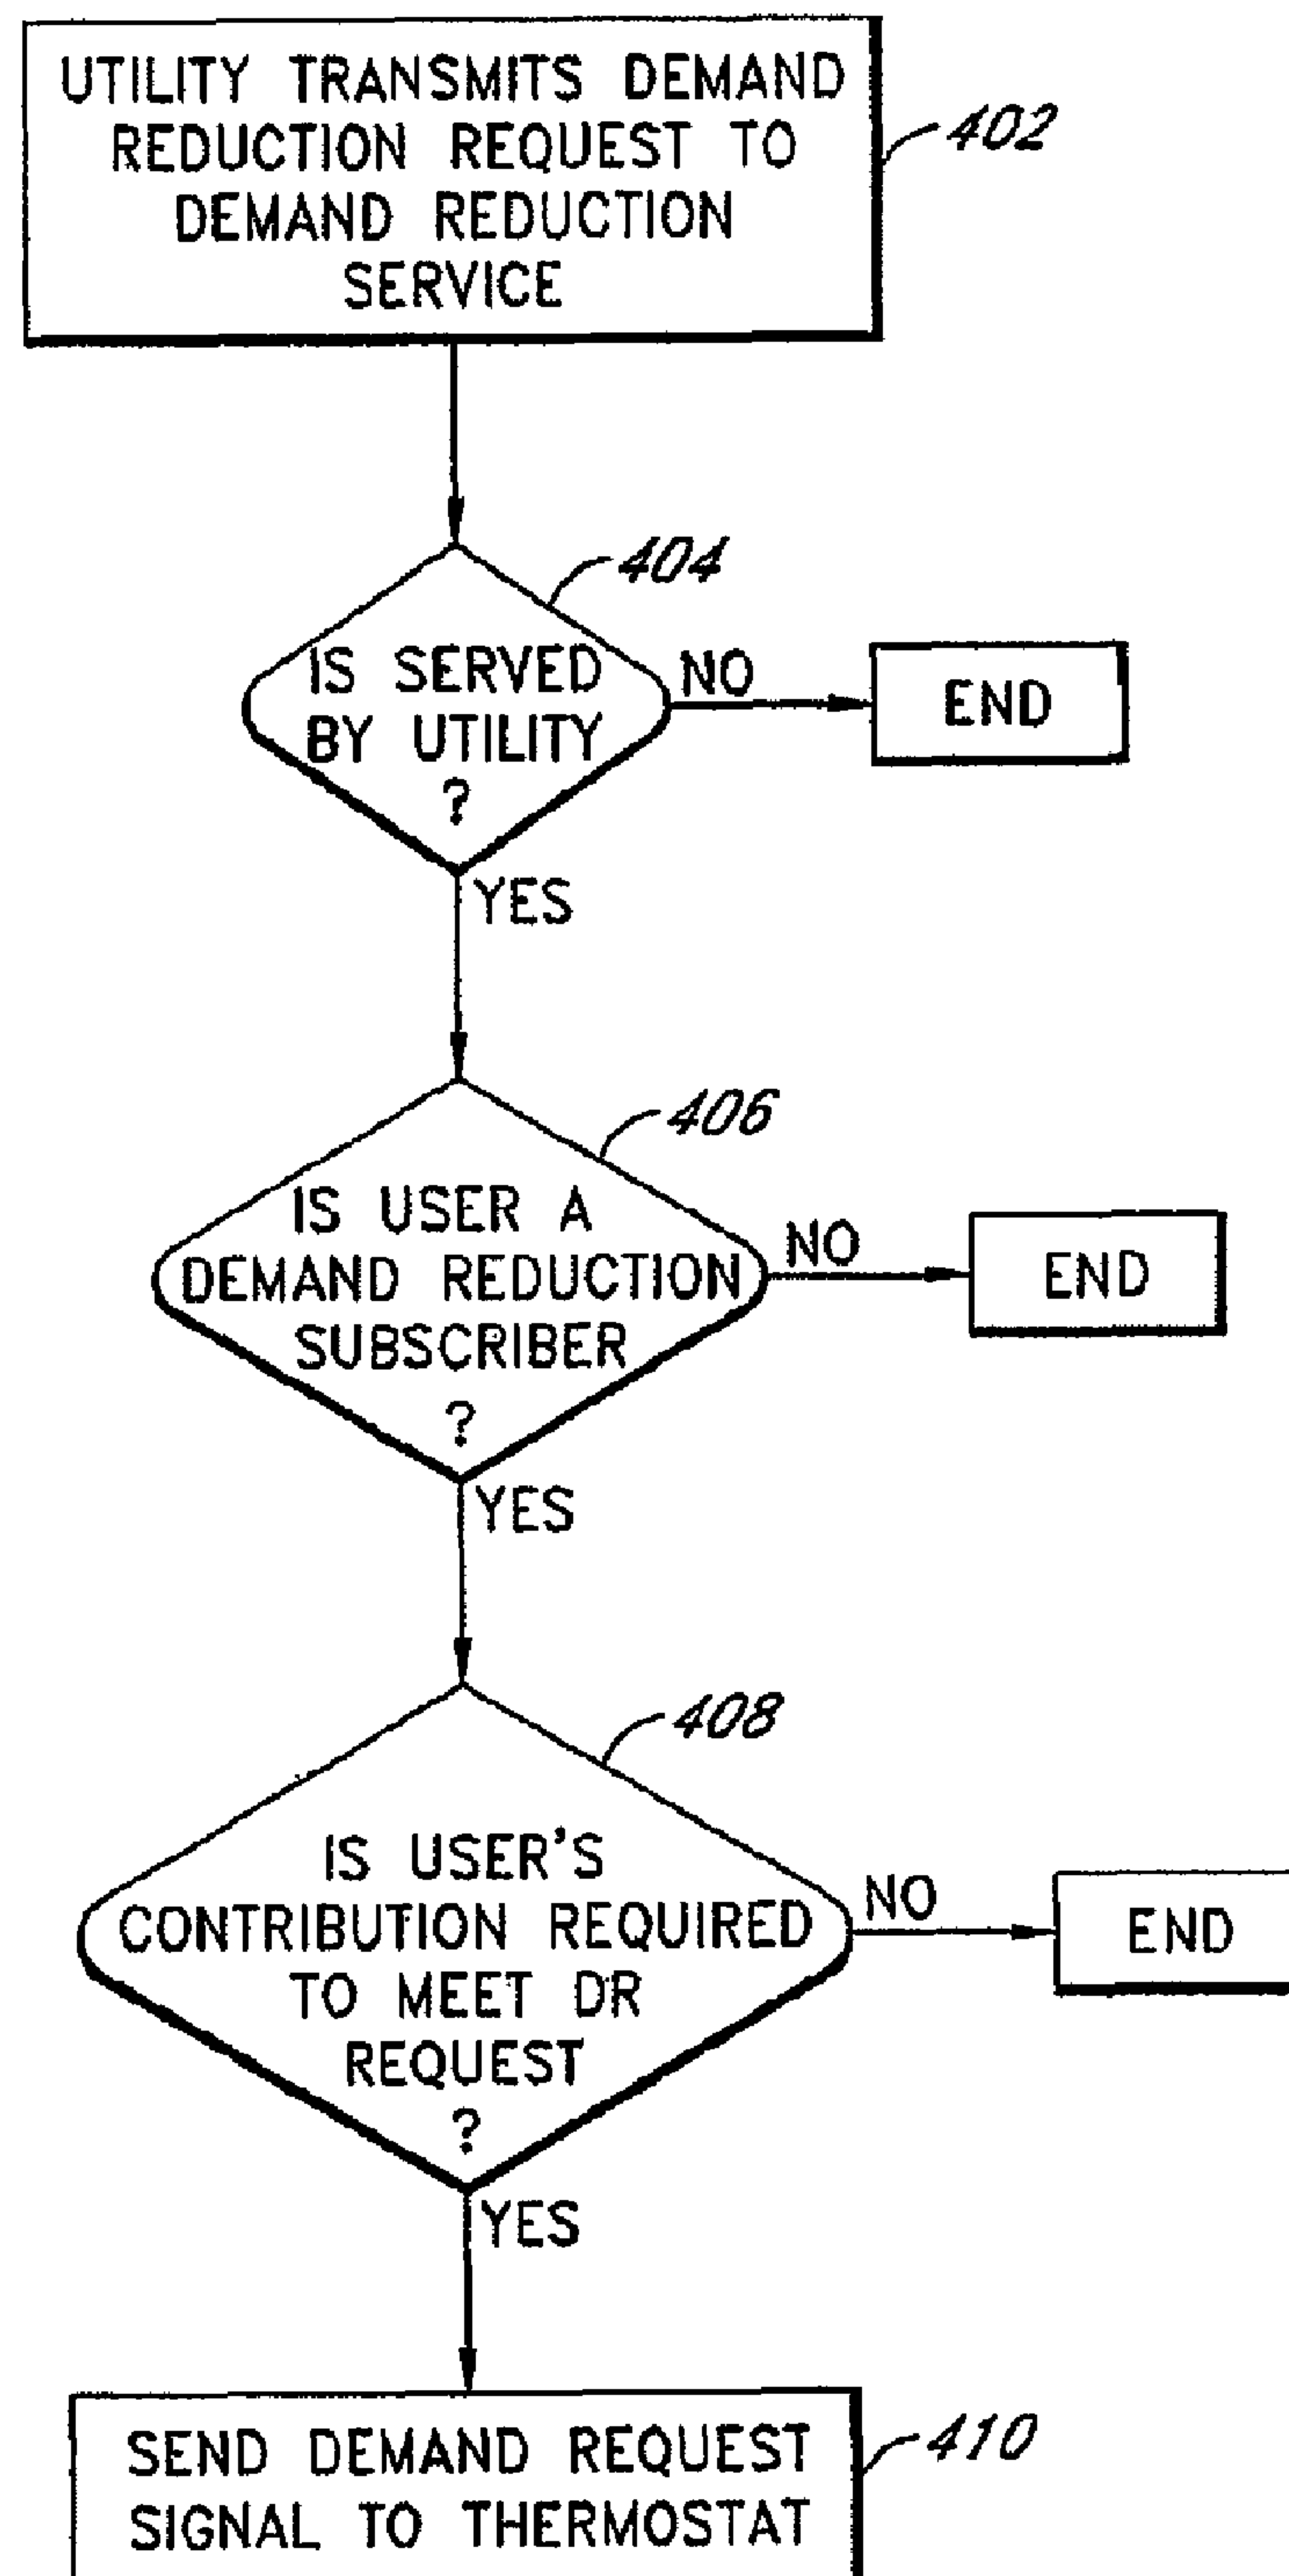 UTILITY TRANSMITS DEMAND
REDUCTION REQUEST TO
DEMAND REDUCTION
SERVICE
402
404
IS SERVED
BY UTILITY
?
NO
END
YES
406
IS USER A
DEMAND REDUCTION
SUBSCRIBER
?
NO
END
YES
408
IS USER'S
CONTRIBUTION REQUIRED
TO MEET DR
REQUEST
?
NO
END
YES
SEND DEMAND REQUEST
SIGNAL TO THERMOSTAT
410